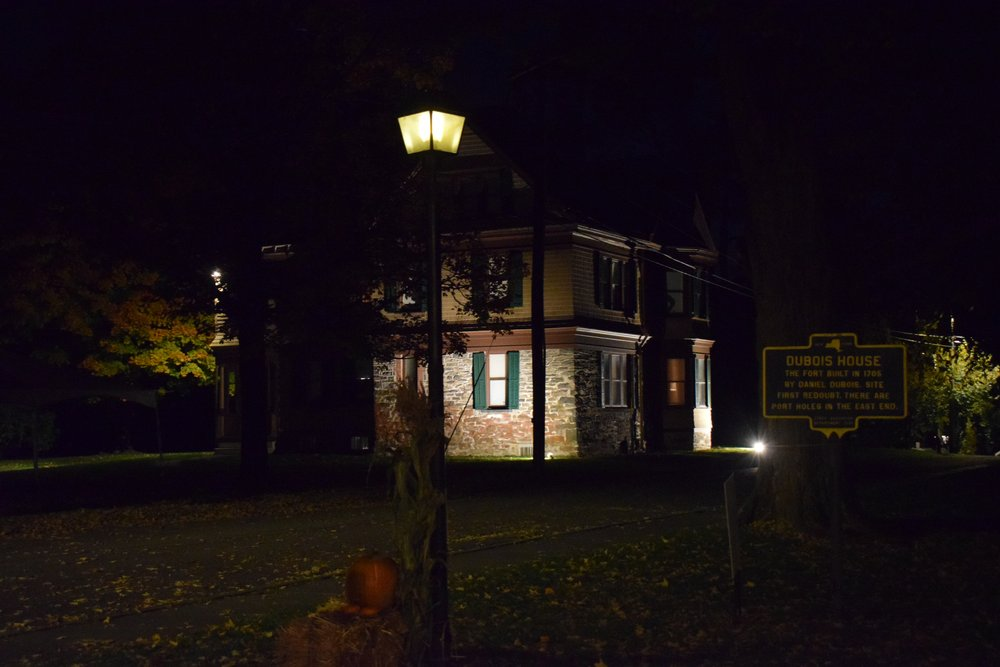 DUBOIS HOUSE
THE FORT BUILT IN 1705
BY DANIEL DUBOIS. SITE
FIRST REDOUBT. THERE ARE
PORT HOLES IN THE EAST END.